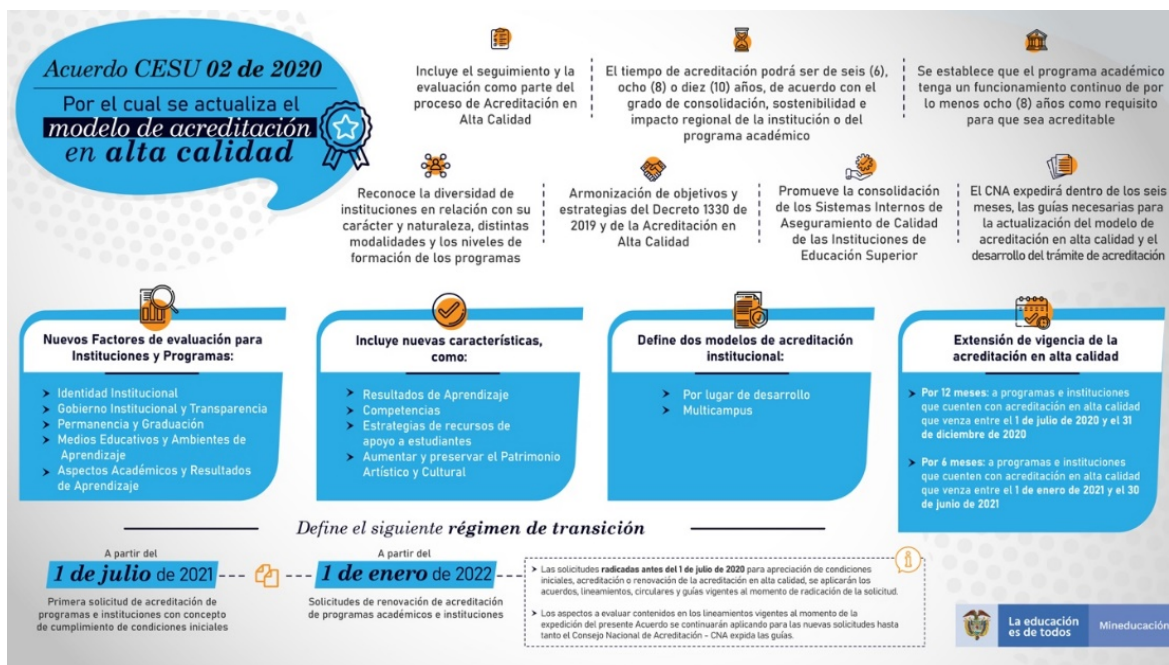 Acuerdo CESU 02 de 2020
Por el cual se actualiza el
modelo de acreditación
en alta calidad
Incluye el seguimiento y la
evaluación como parte del
proceso de Acreditación en
Alta Calidad
El tiempo de acreditación podrá ser de seis (6),
ocho (8) o diez (10) años, de acuerdo con el
grado de consolidación, sostenibilidad e
impacto regional de la institución o del
programa académico
Se establece que el programa académico
tenga un funcionamiento continuo de por
lo menos ocho (8) años como requisito
para que sea acreditable
Reconoce la diversidad de
instituciones en relación con su
carácter y naturaleza, distintas
modalidades y los niveles de
formación de los programas
Armonización de objetivos y
estrategias del Decreto 1330 de
2019 y de la Acreditación en
Alta Calidad
Promueve la consolidación
de los Sistemas Internos de
Aseguramiento de Calidad
de las Instituciones de
Educación Superior
El CNA expedirá dentro de los seis
meses, las guías necesarias para
la actualización del modelo de
acreditación en alta calidad y el
desarrollo del trámite de acreditación
Nuevos Factores de evaluación para
Instituciones y Programas:
Identidad Institucional
Gobierno Institucional y Transparencia
Permanencia y Graduación
Medios Educativos y Ambientes de
Aprendizaje
Aspectos Académicos y Resultados
de Aprendizaje
Incluye nuevas características,
como:
Resultados de Aprendizaje
Competencias
Estrategias de recursos de
apoyo a estudiantes
Aumentar y preservar el Patrimonio
Artístico y Cultural
Define dos modelos de acreditación
institucional:
Por lugar de desarrollo
Multicampus
Extensión de vigencia de la
acreditación en alta calidad
Por 12 meses: a programas e instituciones
que cuenten con acreditación en alta calidad
que venza entre el 1 de julio de 2020 y el 31
de diciembre de 2020
Por 6 meses: a programas e instituciones
que cuenten con acreditación en alta calidad
que venza entre el 1 de enero de 2021 y el 30
de junio de 2021
Define el siguiente régimen de transición
A partir del
1 de julio de 2021
Primera solicitud de acreditación de
programas e instituciones con concepto
de cumplimiento de condiciones iniciales
A partir del
1 de enero de 2022
Solicitudes de renovación de acreditación
de programas académicos e instituciones
Las solicitudes radicadas antes del 1 de julio de 2020 para apreciación de condiciones
iniciales, acreditación o renovación de la acreditación en alta calidad, se aplicarán los
acuerdos, lineamientos, circulares y guías vigentes al momento de radicación de la solicitud.
Los aspectos a evaluar contenidos en los lineamientos vigentes al momento de la
expedición del presente Acuerdo se continuarán aplicando para las nuevas solicitudes hasta
tanto el Consejo Nacional de Acreditación – CNA expida las guías.
La educación
es de todos
Mineducación